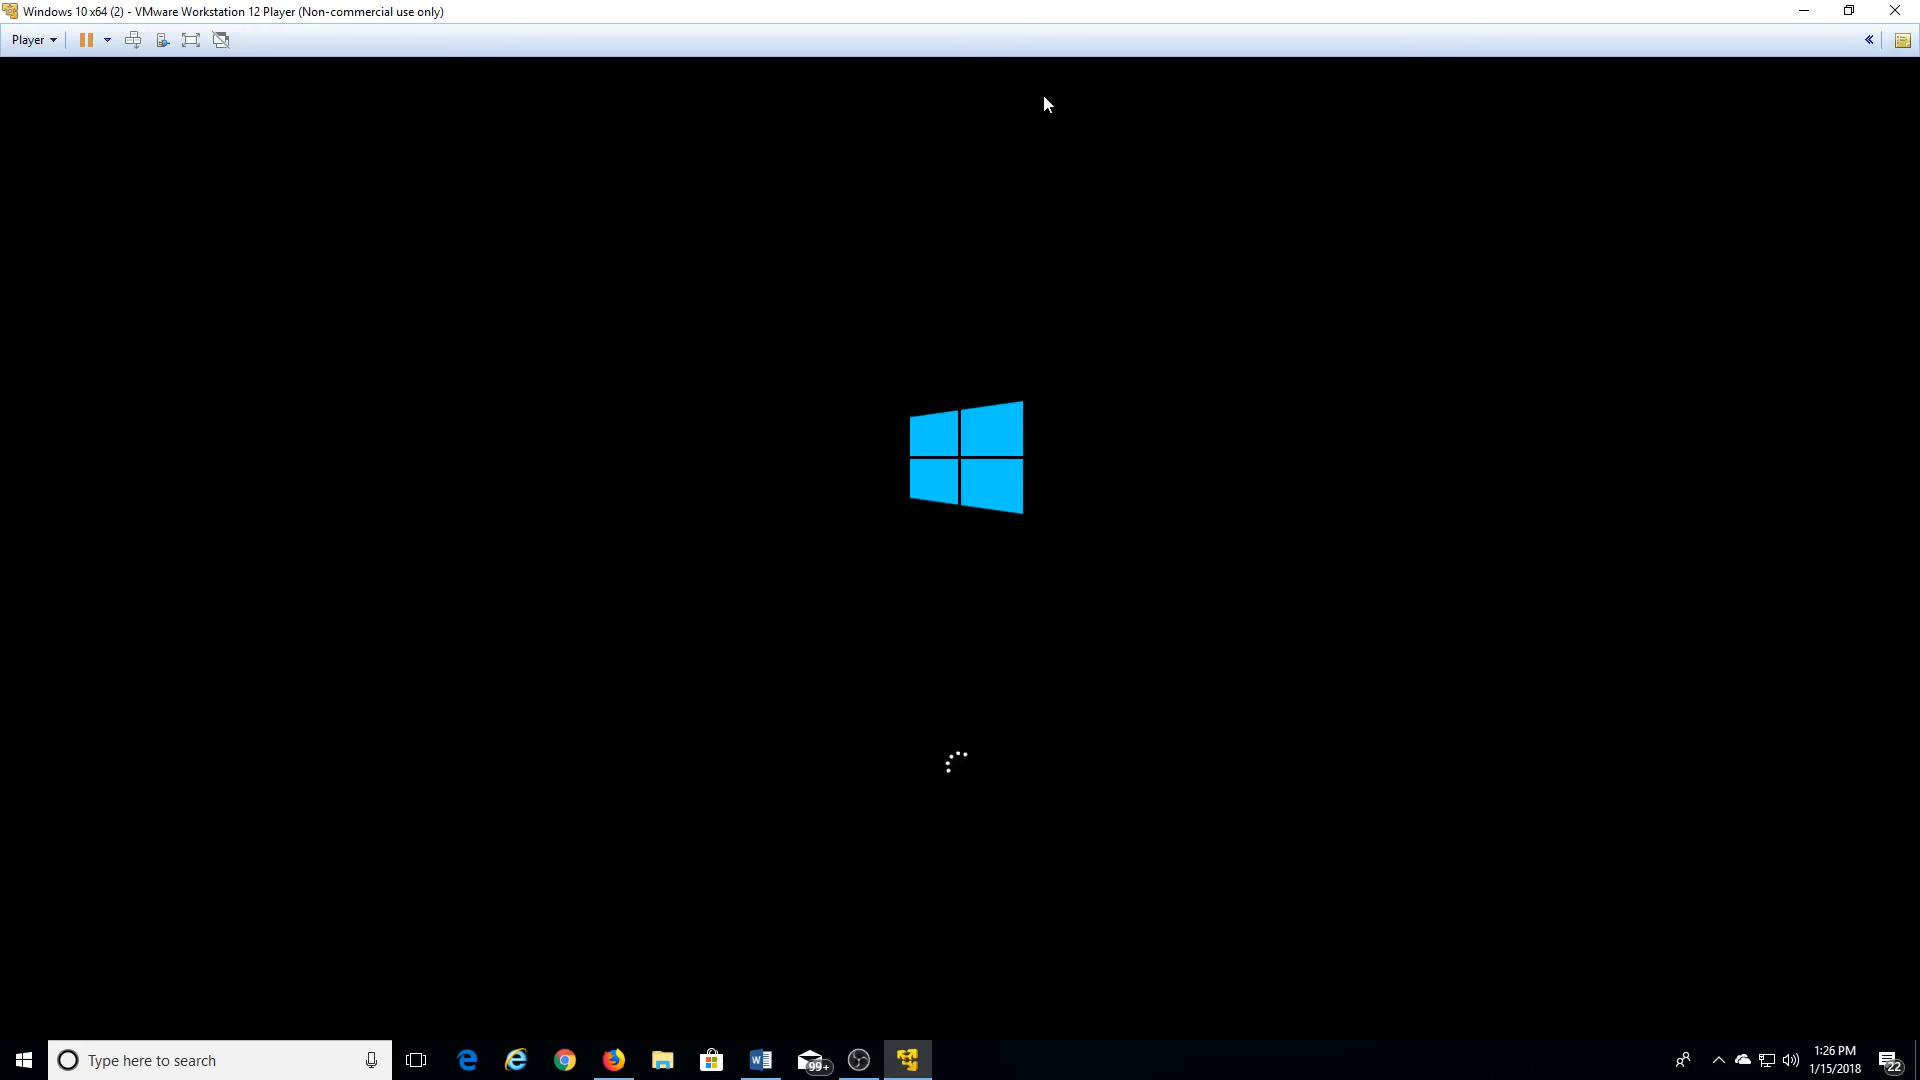 Windows 10 x64 (2) - VMware Workstation 12 Player (Non-commercial use only)
Player
Type here to search
99+
1:26 PM
1/15/2018
22